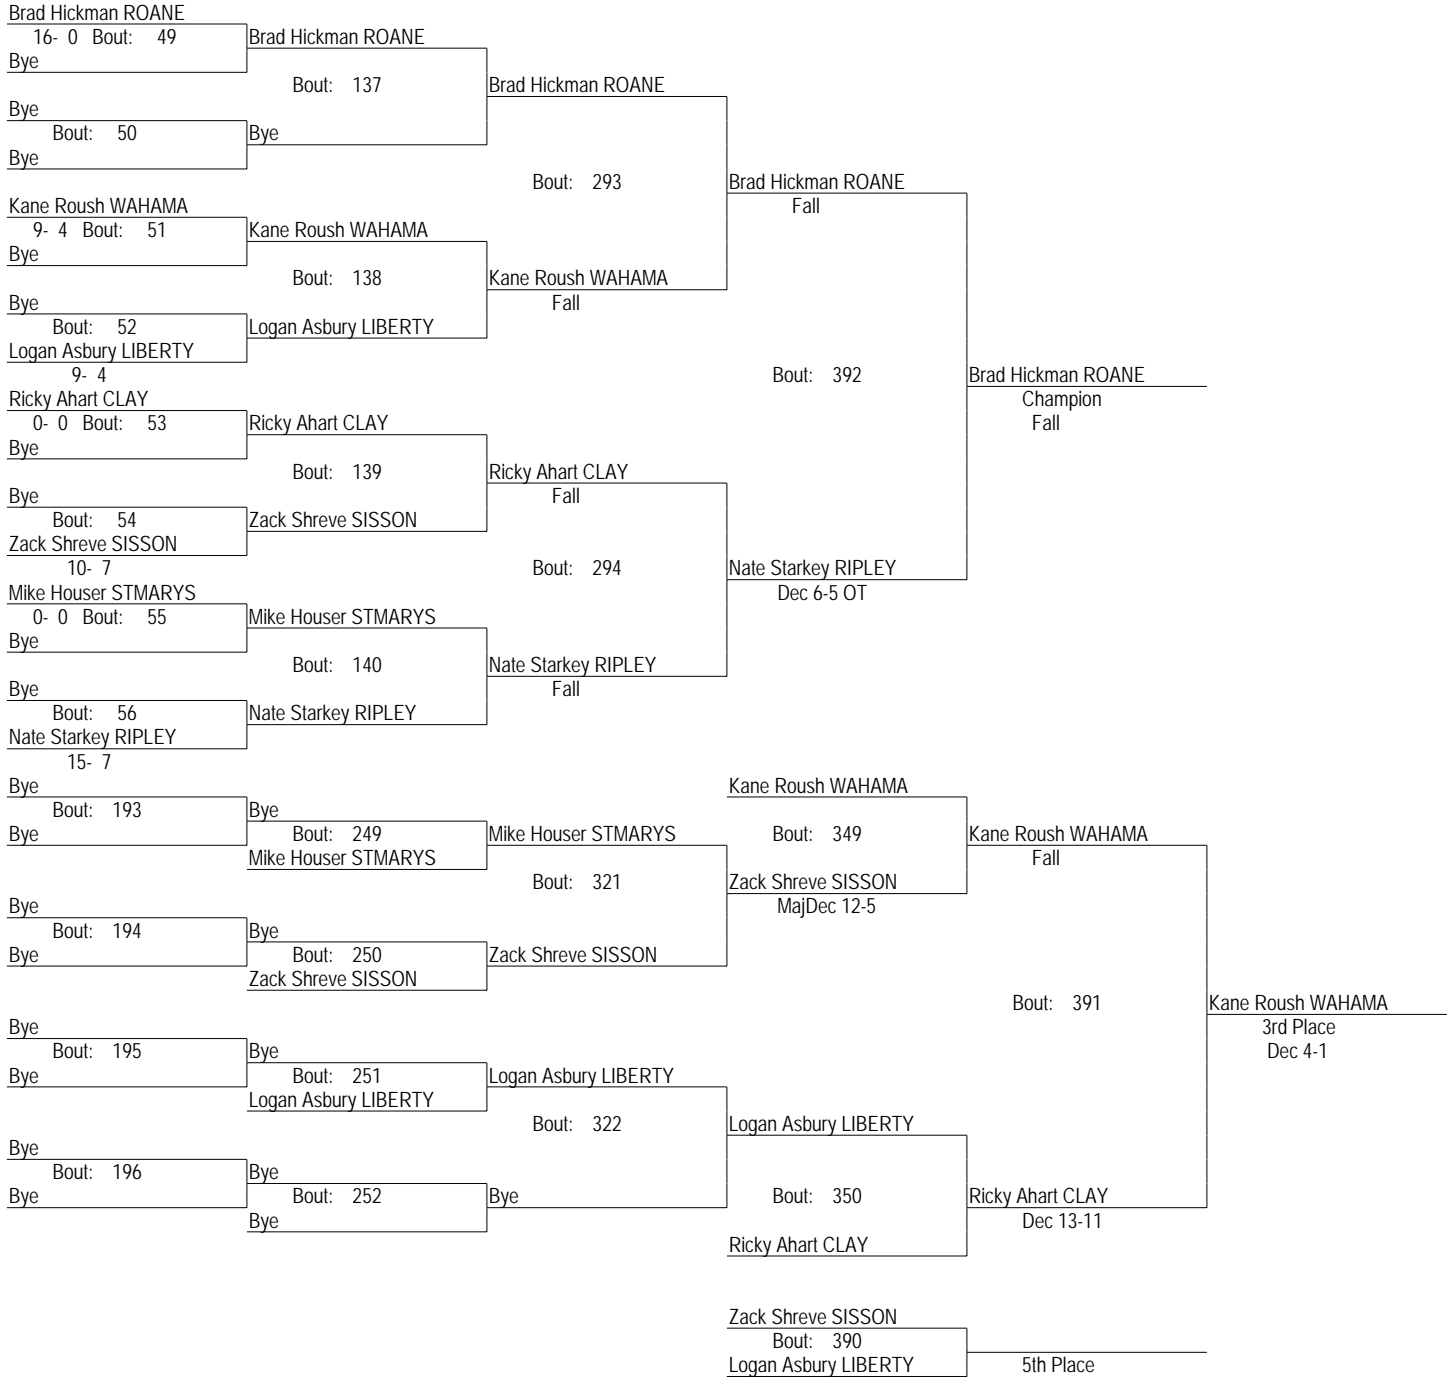 Brad Hickman ROANE
16- 0 Bout: 49 Brad Hickman ROANE
Bye
Bout: 137 Brad Hickman ROANE
Bye
Bout: 50 Bye
Bye
Bout: 293 Brad Hickman ROANE
Fall
Kane Roush WAHAMA
9- 4 Bout: 51 Kane Roush WAHAMA
Bye
Bout: 138 Kane Roush WAHAMA
Bye Fall
Bout: 52 Logan Asbury LIBERTY
Logan Asbury LIBERTY
9- 4 Bout: 392 Brad Hickman ROANE
Ricky Ahart CLAY Champion
0- 0 Bout: 53 Ricky Ahart CLAY Fall
Bye
Bout: 139 Ricky Ahart CLAY
Bye Fall
Bout: 54 Zack Shreve SISSON
Zack Shreve SISSON
10- 7 Bout: 294 Nate Starkey RIPLEY
Mike Houser STMARYS Dec 6-5 OT
0- 0 Bout: 55 Mike Houser STMARYS
Bye
Bout: 140 Nate Starkey RIPLEY
Bye Fall
Bout: 56 Nate Starkey RIPLEY
Nate Starkey RIPLEY
15- 7
Bye Kane Roush WAHAMA
Bout: 193 Bye
Bye Bout: 249 Mike Houser STMARYS Bout: 349 Kane Roush WAHAMA
Mike Houser STMARYS Fall
Bout: 321 Zack Shreve SISSON
Bye MajDec 12-5
Bout: 194 Bye
Bye Bout: 250 Zack Shreve SISSON
Zack Shreve SISSON
Bout: 391 Kane Roush WAHAMA
Bye 3rd Place
Bout: 195 Bye Dec 4-1
Bye Bout: 251 Logan Asbury LIBERTY
Logan Asbury LIBERTY
Bout: 322 Logan Asbury LIBERTY
Bye
Bout: 196 Bye
Bye Bout: 252 Bye Bout: 350 Ricky Ahart CLAY
Bye Dec 13-11
Ricky Ahart CLAY
Zack Shreve SISSON
Bout: 390
Logan Asbury LIBERTY 5th Place